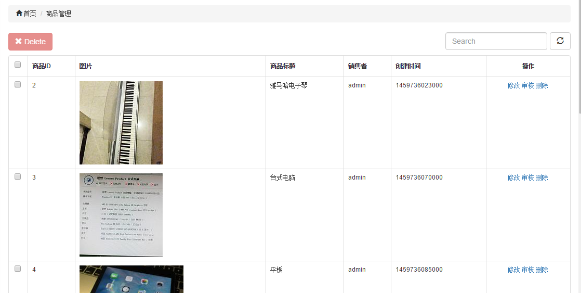 首页 / 商品管理
Delete
Search
商品ID 图片 商品标题 销售者 创建时间 操作
2 雅马哈电子琴 admin 1459736023000 修改 审核 删除
3 台式电脑 admin 1459736070000 修改 审核 删除
4 平板 admin 1459736085000 修改 审核 删除